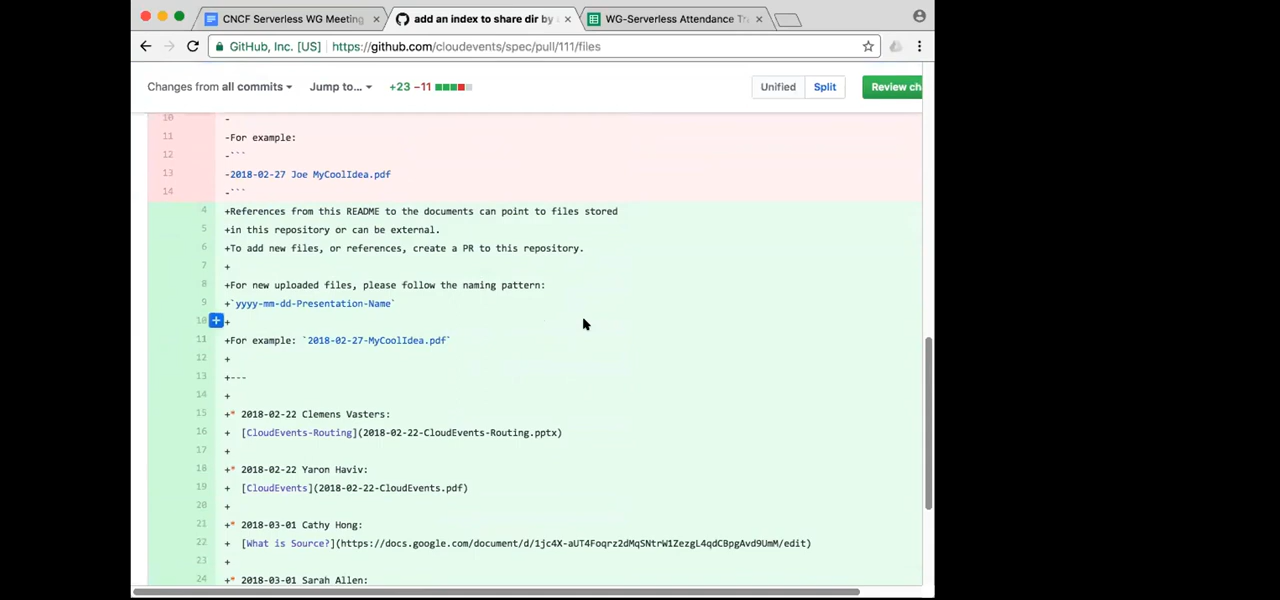 CNCF Serverless WG Meeting
add an index to share dir by
WG-Serverless Attendance Tr
GitHub, Inc. [US] https://github.com/cloudevents/spec/pull/111/files
Changes from all commits Jump to... +23 −11 Unified Split Review ch
10 -
11 -For example:
12 -```
13 -2018-02-27 Joe MyCoolIdea.pdf
14 -```
4 +References from this README to the documents can point to files stored
5 +in this repository or can be external.
6 +To add new files, or references, create a PR to this repository.
7 +
8 +For new uploaded files, please follow the naming pattern:
9 +`yyyy-mm-dd-Presentation-Name`
10 +
11 +For example: `2018-02-27-MyCoolIdea.pdf`
12 +
13 +---
14 +
15 +* 2018-02-22 Clemens Vasters:
16 + [CloudEvents-Routing](2018-02-22-CloudEvents-Routing.pptx)
17 +
18 +* 2018-02-22 Yaron Haviv:
19 + [CloudEvents](2018-02-22-CloudEvents.pdf)
20 +
21 +* 2018-03-01 Cathy Hong:
22 + [What is Source?](https://docs.google.com/document/d/1jc4X-aUT4Foqrz2dMqSNtrW1ZezgL4qdCBpgAvd9UmM/edit)
23 +
24 +* 2018-03-01 Sarah Allen: